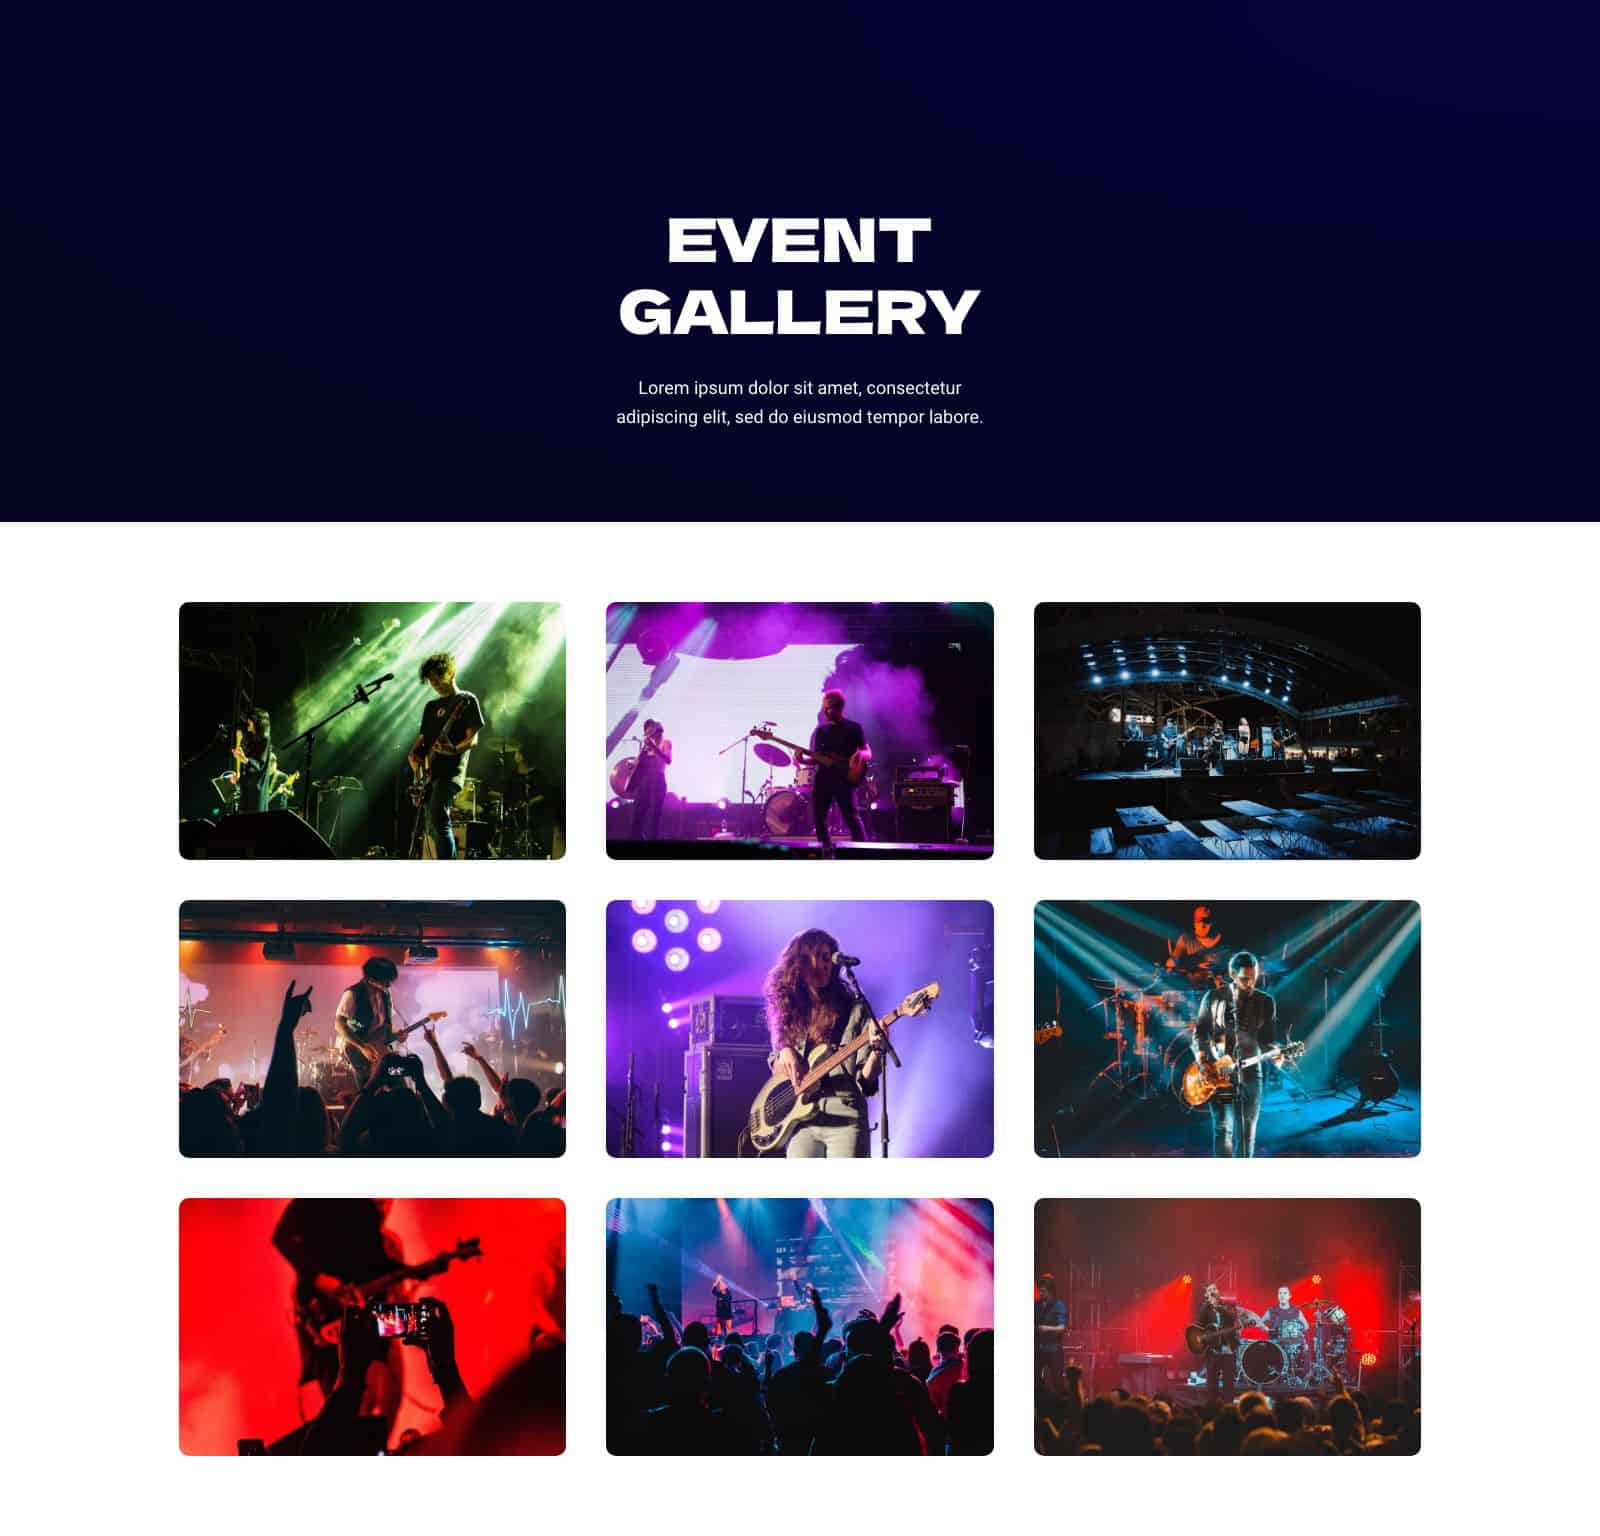 EVENT
GALLERY
Lorem ipsum dolor sit amet, consectetur
adipiscing elit, sed do eiusmod tempor labore.